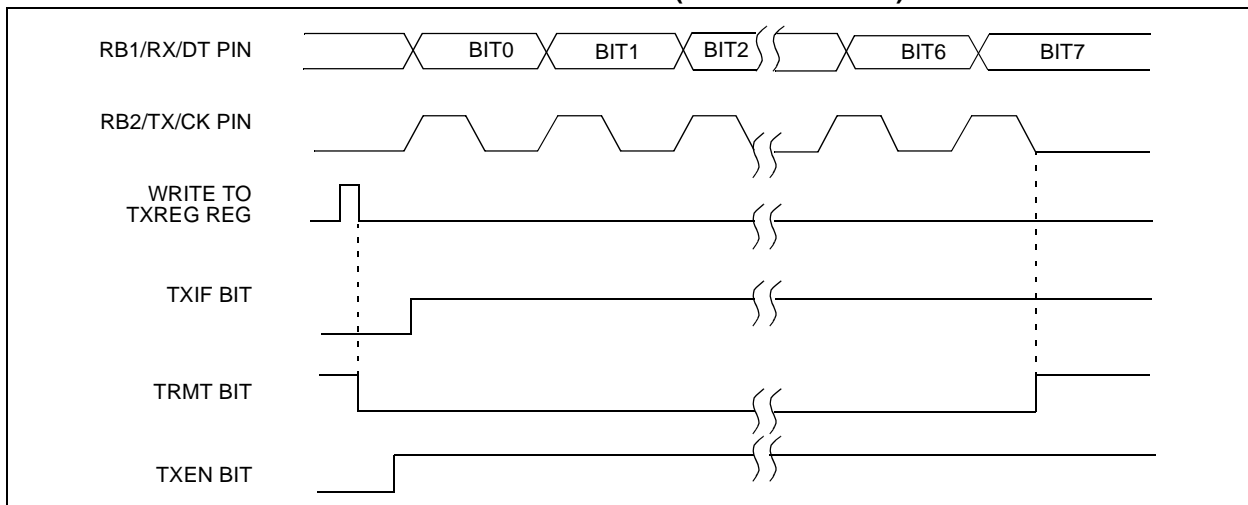 RB1/RX/DT PIN
BIT0 BIT1 BIT2 BIT6 BIT7
RB2/TX/CK PIN
WRITE TO
TXREG REG
TXIF BIT
TRMT BIT
TXEN BIT